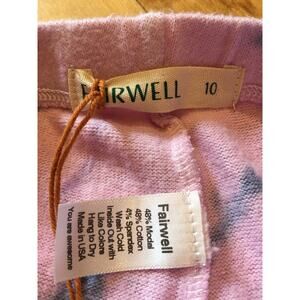 FAIRWELL 10
Fairwell
48% Modal
48% Cotton
4% Spandex
Wash Cold
Inside Out with
Like Colors
Hang to Dry
Made in USA
You are awesome